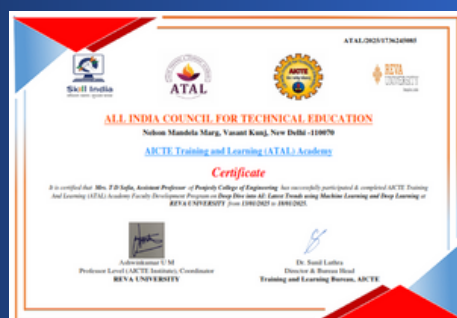 ATAL/2025/1736245085
Skill India
ATAL
AICTE
REVA
UNIVERSITY
ALL INDIA COUNCIL FOR TECHNICAL EDUCATION
Nelson Mandela Marg, Vasant Kunj, New Delhi -110070
AICTE Training and Learning (ATAL) Academy
Certificate
It is certified that Mrs. T D Sofia, Assistant Professor of Ponjesly College of Engineering has successfully participated & completed AICTE Training
And Learning (ATAL) Academy Faculty Development Program on Deep Dive into AI: Latest Trends using Machine Learning and Deep Learning at
REVA UNIVERSITY from 13/01/2025 to 18/01/2025.
Ashwinkumar U M
Professor Level (AICTE Institute), Coordinator
REVA UNIVERSITY
Dr. Sunil Luthra
Director & Bureau Head
Training and Learning Bureau, AICTE